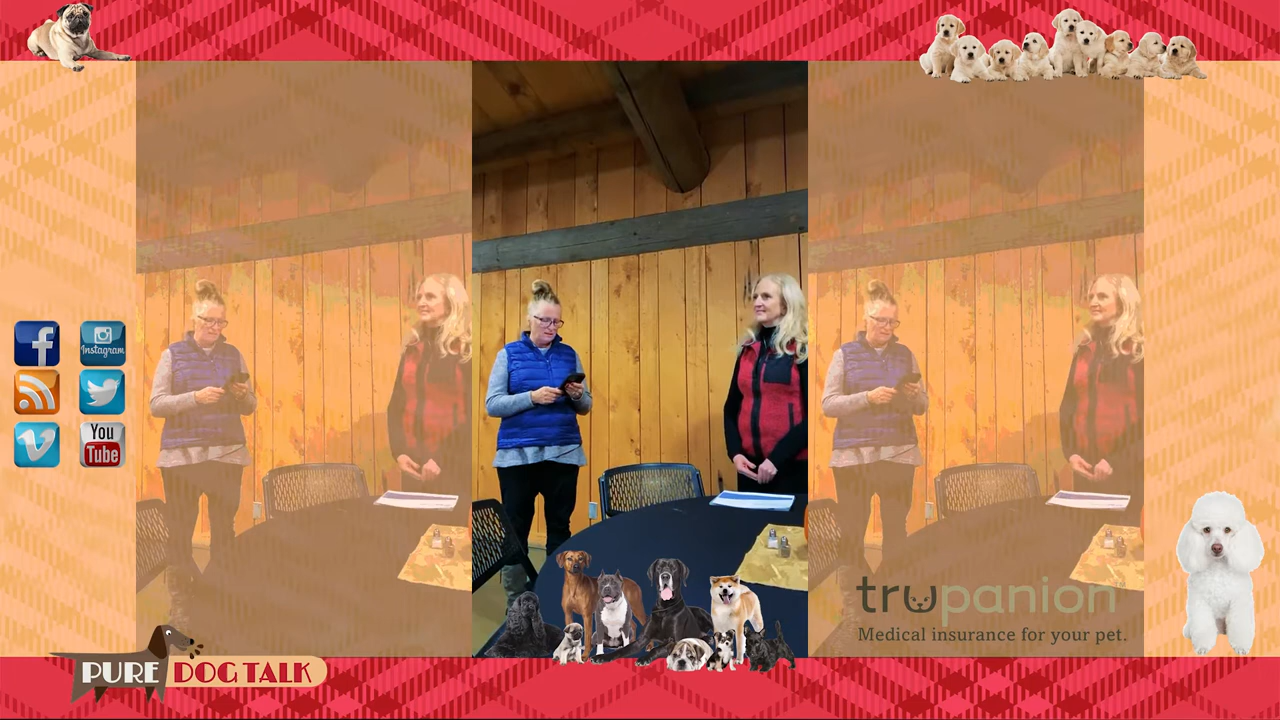 Instagram
You
Tube
trupanion
Medical insurance for your pet.
PURE DOG TALK